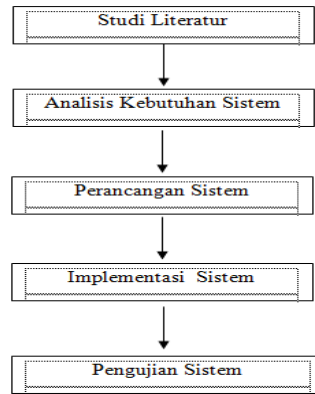 Studi Literatur
Analisis Kebutuhan Sistem
Perancangan Sistem
Implementasi Sistem
Pengujian Sistem